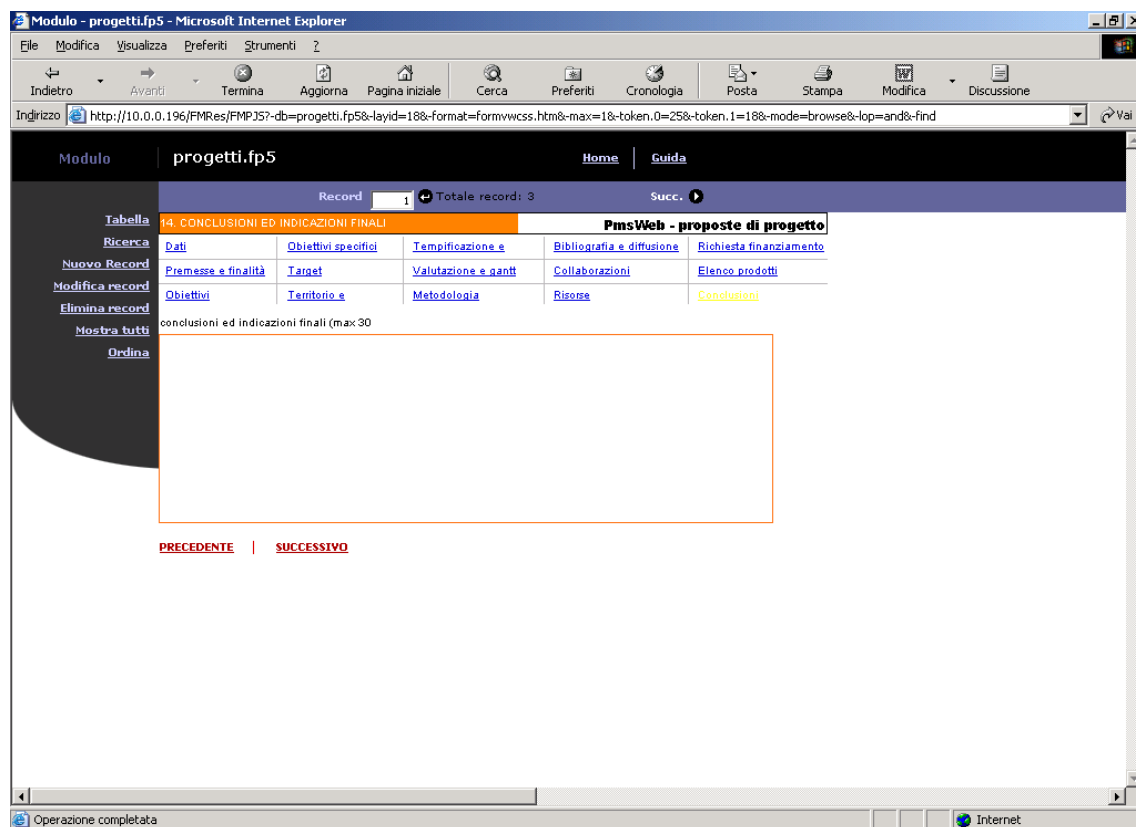 Modulo - progetti.fp5 - Microsoft Internet Explorer
File Modifica Visualizza Preferiti Strumenti ?
Indietro Avanti Termina Aggiorna Pagina iniziale Cerca Preferiti Cronologia Posta Stampa Modifica Discussione
Indirizzo http://10.0.0.196/FMRes/FMPJS?-db=progetti.fp5&-layid=18&-format=formvwcss.htm&-max=1&-token.0=25&-token.1=18&-mode=browse&-lop=and&-find Vai
Modulo progetti.fp5 Home Guida
Record 1 Totale record: 3 Succ.
Tabella
Ricerca
Nuovo Record
Modifica record
Elimina record
Mostra tutti
Ordina
14. CONCLUSIONI ED INDICAZIONI FINALI PmsWeb - proposte di progetto
Dati Obiettivi specifici Tempificazione e Bibliografia e diffusione Richiesta finanziamento
Premesse e finalità Target Valutazione e gantt Collaborazioni Elenco prodotti
Obiettivi Territorio e Metodologia Risorse Conclusioni
conclusioni ed indicazioni finali (max 30
PRECEDENTE | SUCCESSIVO
Operazione completata Internet